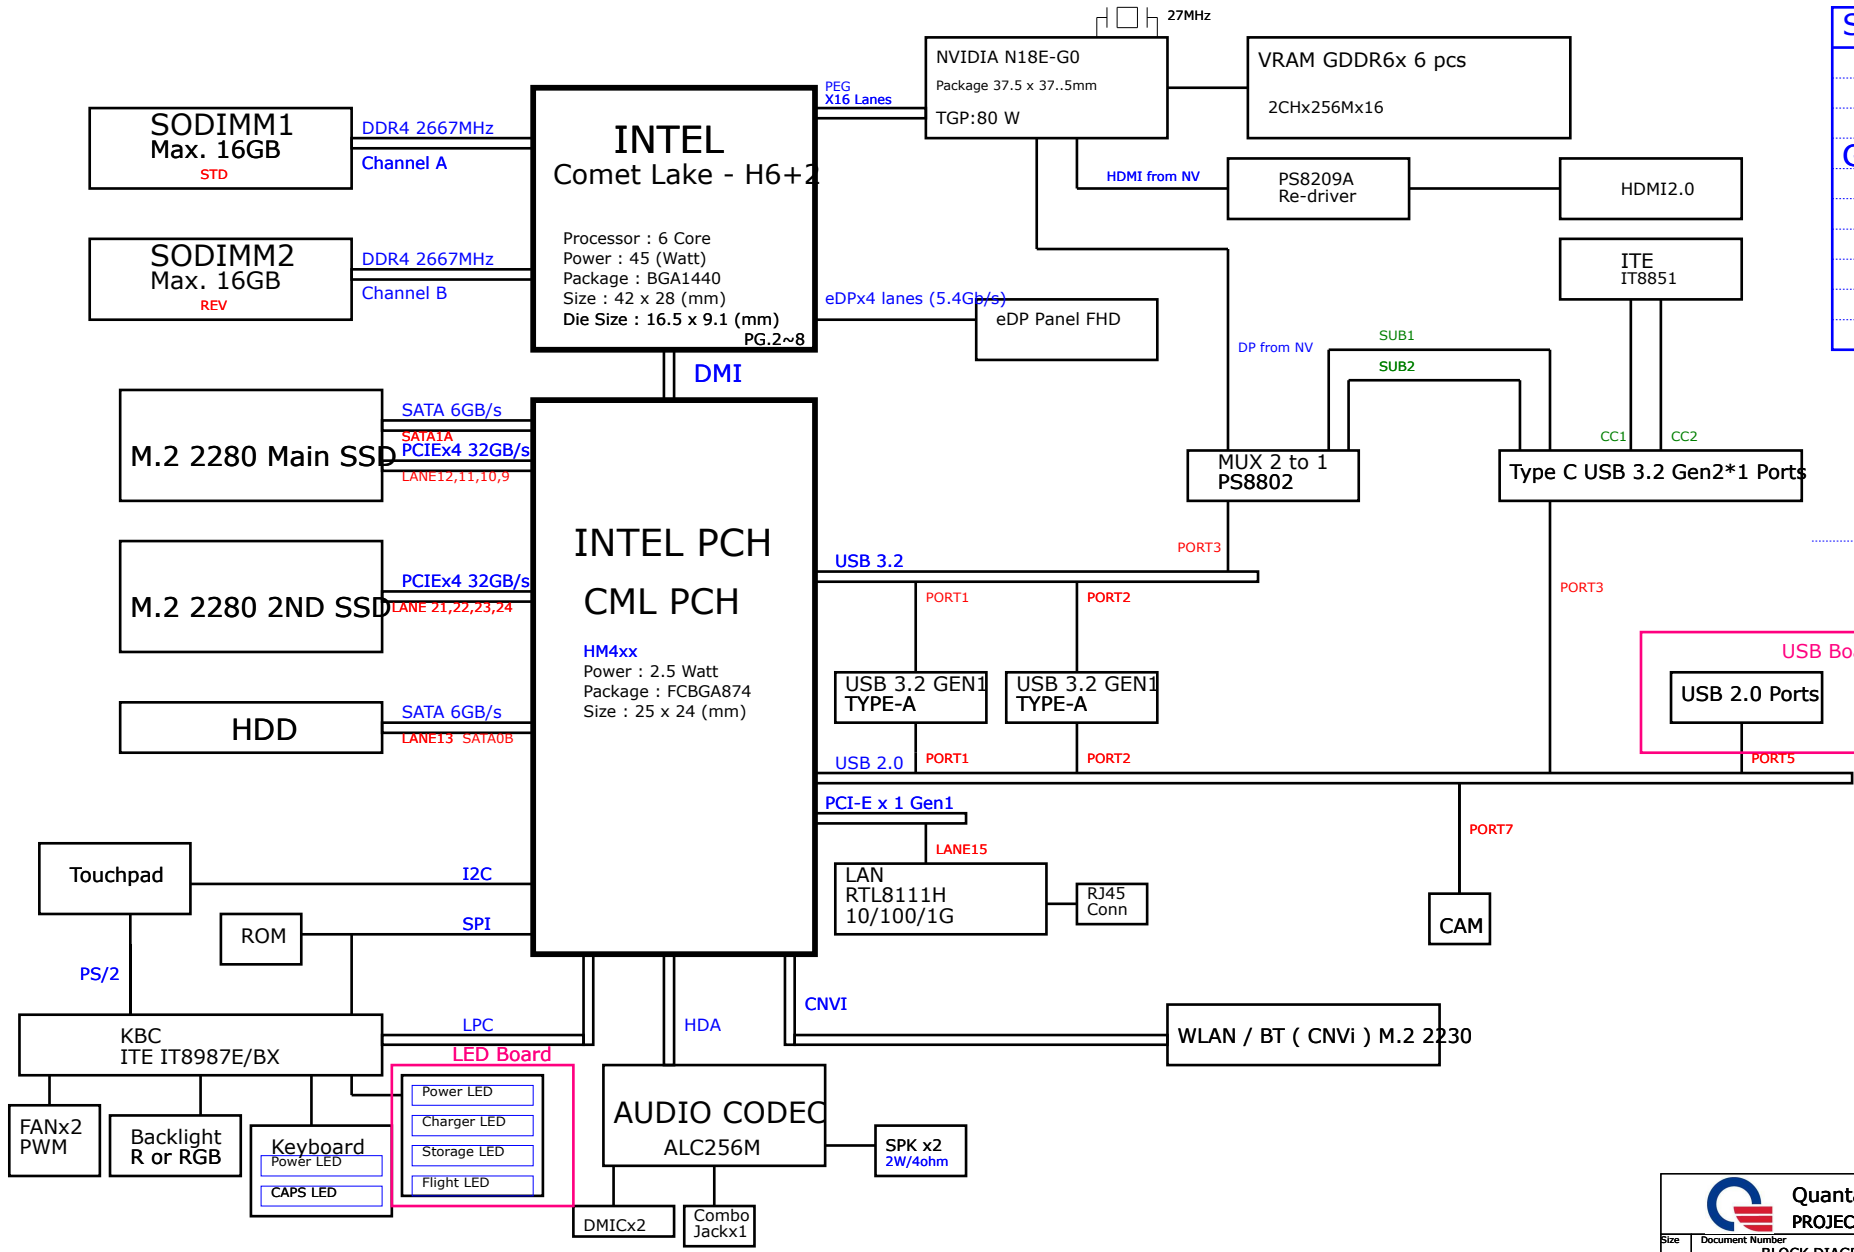 27MHz
NVIDIA N18E-G0
Package 37.5 x 37..5mm
TGP:80 W
VRAM GDDR6x 6 pcs
2CHx256Mx16
PEG
X16 Lanes
SODIMM1
Max. 16GB
STD
DDR4 2667MHz
Channel A
INTEL
Comet Lake - H6+2
Processor : 6 Core
Power : 45 (Watt)
Package : BGA1440
Size : 42 x 28 (mm)
Die Size : 16.5 x 9.1 (mm)
PG.2~8
HDMI from NV
PS8209A
Re-driver
HDMI2.0
SODIMM2
Max. 16GB
REV
DDR4 2667MHz
Channel B
eDPx4 lanes (5.4Gb/s)
eDP Panel FHD
ITE
IT8851
DP from NV
SUB1
SUB2
CC1
CC2
DMI
M.2 2280 Main SSD
SATA 6GB/s
SATA1A
PCIEx4 32GB/s
LANE12,11,10,9
MUX 2 to 1
PS8802
Type C USB 3.2 Gen2*1 Ports
INTEL PCH
CML PCH
HM4xx
Power : 2.5 Watt
Package : FCBGA874
Size : 25 x 24 (mm)
M.2 2280 2ND SSD
PCIEx4 32GB/s
LANE 21,22,23,24
USB 3.2
PORT3
PORT1
PORT2
PORT3
HDD
SATA 6GB/s
LANE13 SATA0B
USB 3.2 GEN1
TYPE-A
USB 3.2 GEN1
TYPE-A
USB Boa
USB 2.0 Ports
USB 2.0
PORT1
PORT2
PORT5
PCI-E x 1 Gen1
LANE15
PORT7
LAN
RTL8111H
10/100/1G
RJ45
Conn
CAM
Touchpad
I2C
ROM
SPI
PS/2
KBC
ITE IT8987E/BX
LPC
HDA
CNVI
WLAN / BT ( CNVi ) M.2 2230
LED Board
Power LED
Charger LED
Storage LED
Flight LED
FANx2
PWM
Backlight
R or RGB
Keyboard
Power LED
CAPS LED
AUDIO CODEC
ALC256M
SPK x2
2W/4ohm
DMICx2
Combo
Jackx1
Quanta
PROJEC
Size
Document Number